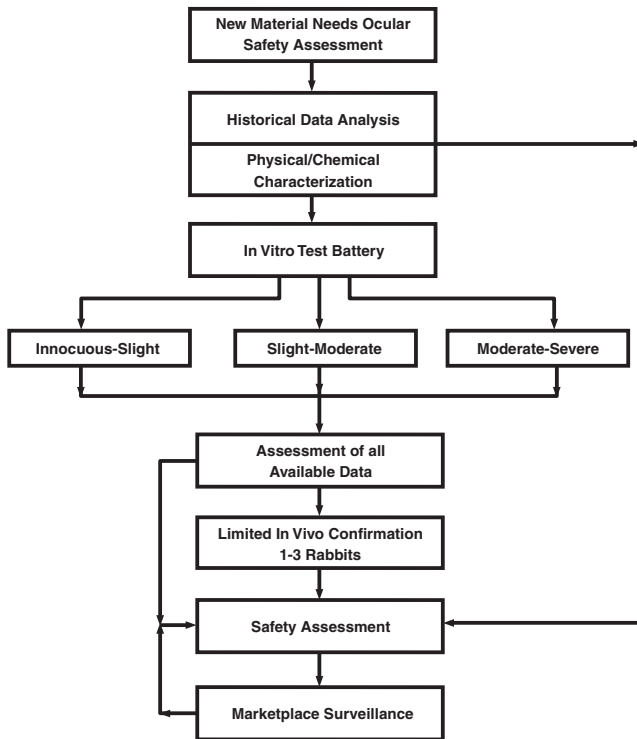 New Material Needs Ocular
Safety Assessment
Historical Data Analysis
Physical/Chemical
Characterization
In Vitro Test Battery
Innocuous-Slight
Slight-Moderate
Moderate-Severe
Assessment of all
Available Data
Limited In Vivo Confirmation
1-3 Rabbits
Safety Assessment
Marketplace Surveillance